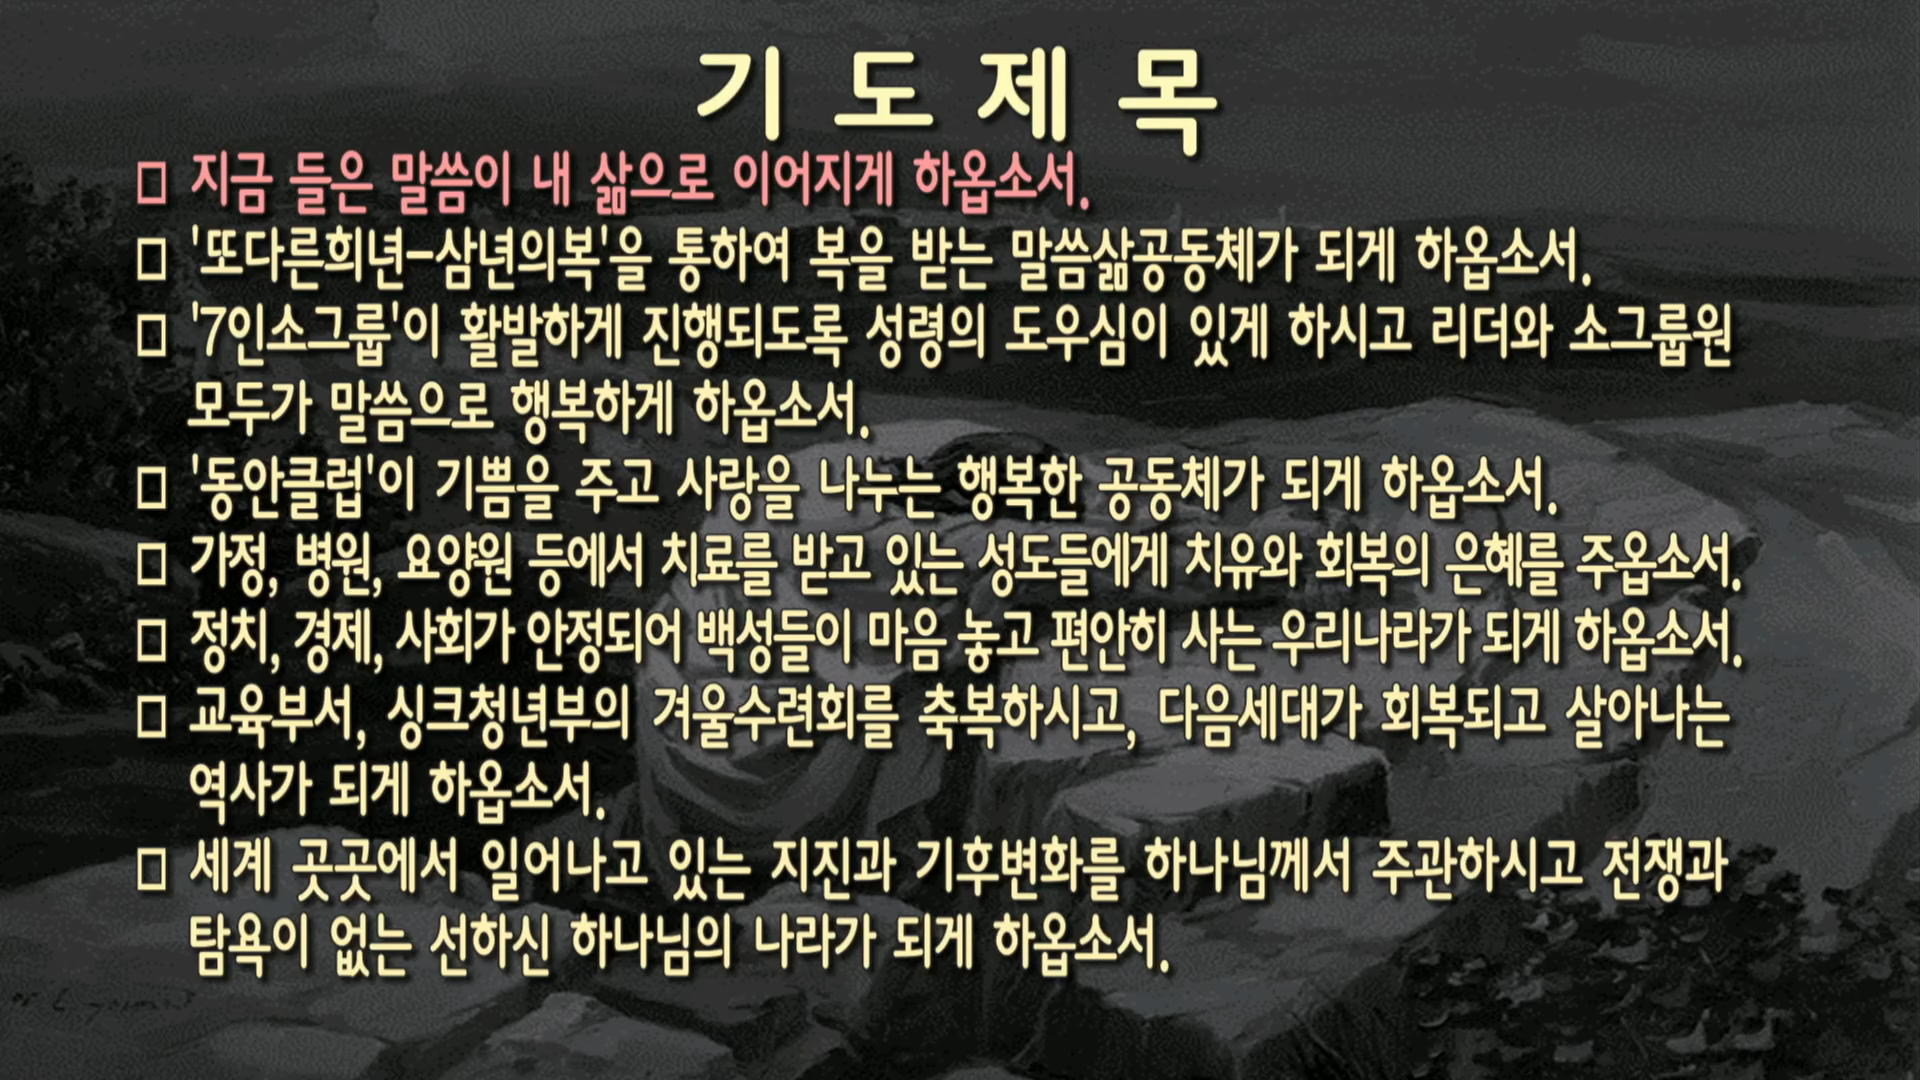 기 도 제 목
□ 지금 들은 말씀이 내 삶으로 이어지게 하옵소서.
□ '또다른희년-삼년의복'을 통하여 복을 받는 말씀삶공동체가 되게 하옵소서.
□ '7인소그룹'이 활발하게 진행되도록 성령의 도우심이 있게 하시고 리더와 소그룹원
모두가 말씀으로 행복하게 하옵소서.
□ '동안클럽'이 기쁨을 주고 사랑을 나누는 행복한 공동체가 되게 하옵소서.
□ 가정, 병원, 요양원 등에서 치료를 받고 있는 성도들에게 치유와 회복의 은혜를 주옵소서.
□ 정치, 경제, 사회가 안정되어 백성들이 마음 놓고 편안히 사는 우리나라가 되게 하옵소서.
□ 교육부서, 싱크청년부의 겨울수련회를 축복하시고, 다음세대가 회복되고 살아나는
역사가 되게 하옵소서.
□ 세계 곳곳에서 일어나고 있는 지진과 기후변화를 하나님께서 주관하시고 전쟁과
탐욕이 없는 선하신 하나님의 나라가 되게 하옵소서.